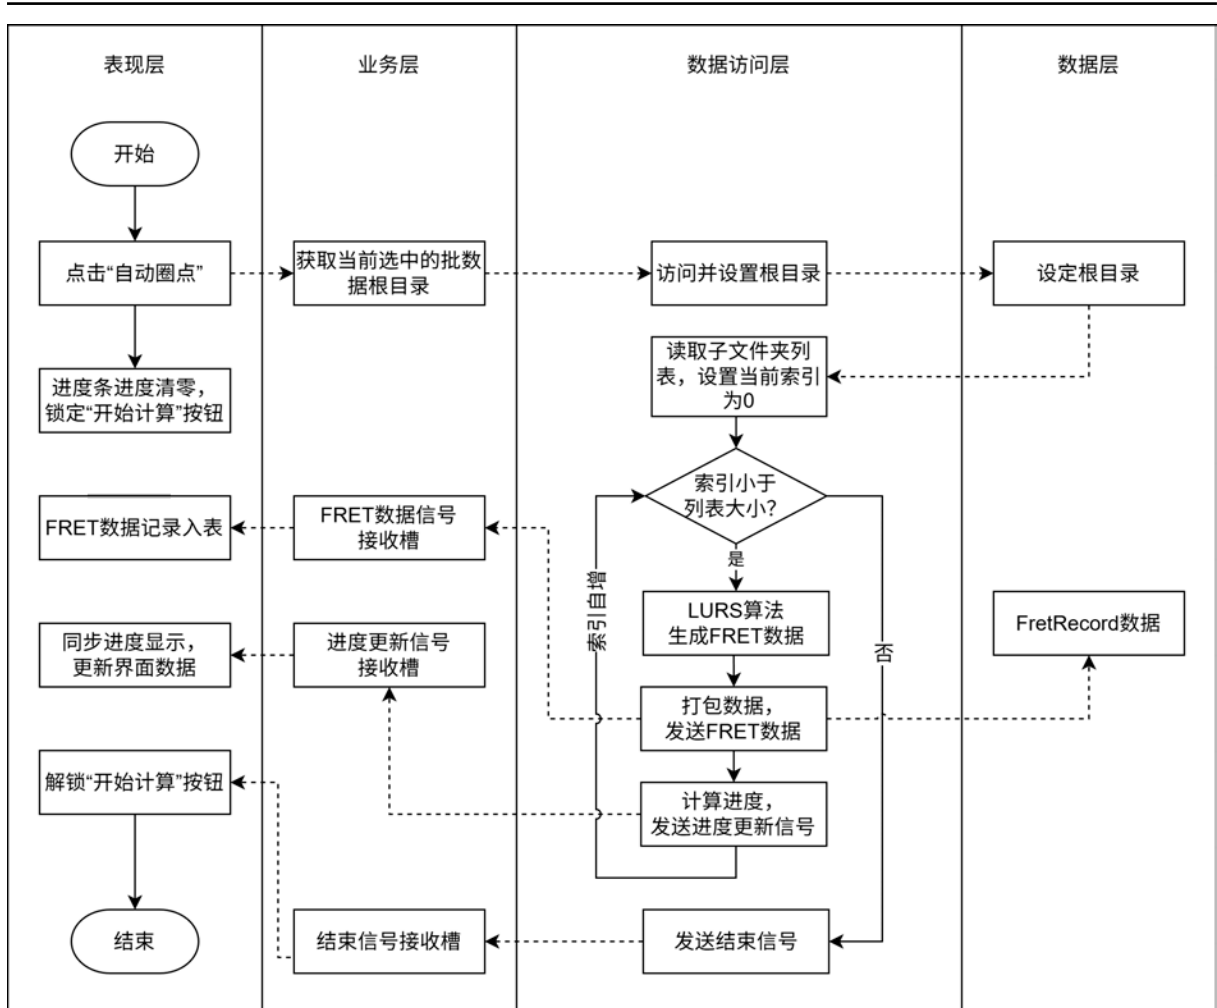 表现层
业务层
数据访问层
数据层
开始
点击“自动圈点”
获取当前选中的批数
据根目录
访问并设置根目录
设定根目录
进度条进度清零，
锁定“开始计算”按钮
读取子文件夹列
表，设置当前索引
为0
索引小于
列表大小？
是
否
索引自增
FRET数据记录入表
FRET数据信号
接收槽
LURS算法
生成FRET数据
FretRecord数据
同步进度显示，
更新界面数据
进度更新信号
接收槽
打包数据，
发送FRET数据
解锁“开始计算”按钮
计算进度，
发送进度更新信号
结束
结束信号接收槽
发送结束信号